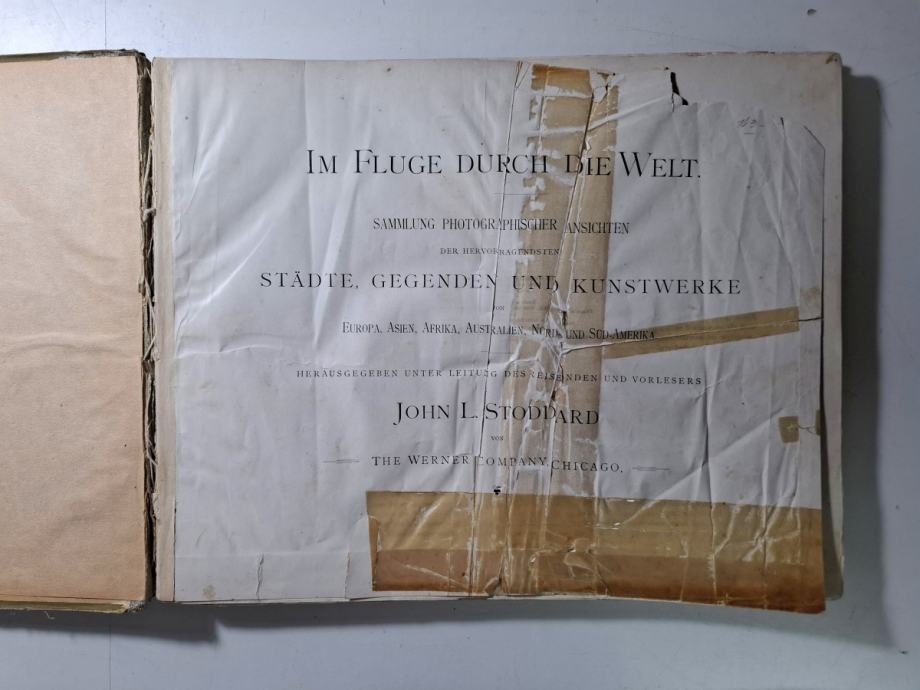 IM FLUGE DURCH DIE WELT.
SAMMLUNG PHOTOGRAPHISCHER ANSICHTEN
DER HERVORRAGENDSTEN
STÄDTE, GEGENDEN UND KUNSTWERKE
VON
EUROPA, ASIEN, AFRIKA, AUSTRALIEN, NORD- UND SÜD-AMERIKA
HERAUSGEGEBEN UNTER LEITUNG DES REISENDEN UND VORLESERS
JOHN L. STODDARD
VON
THE WERNER COMPANY, CHICAGO.